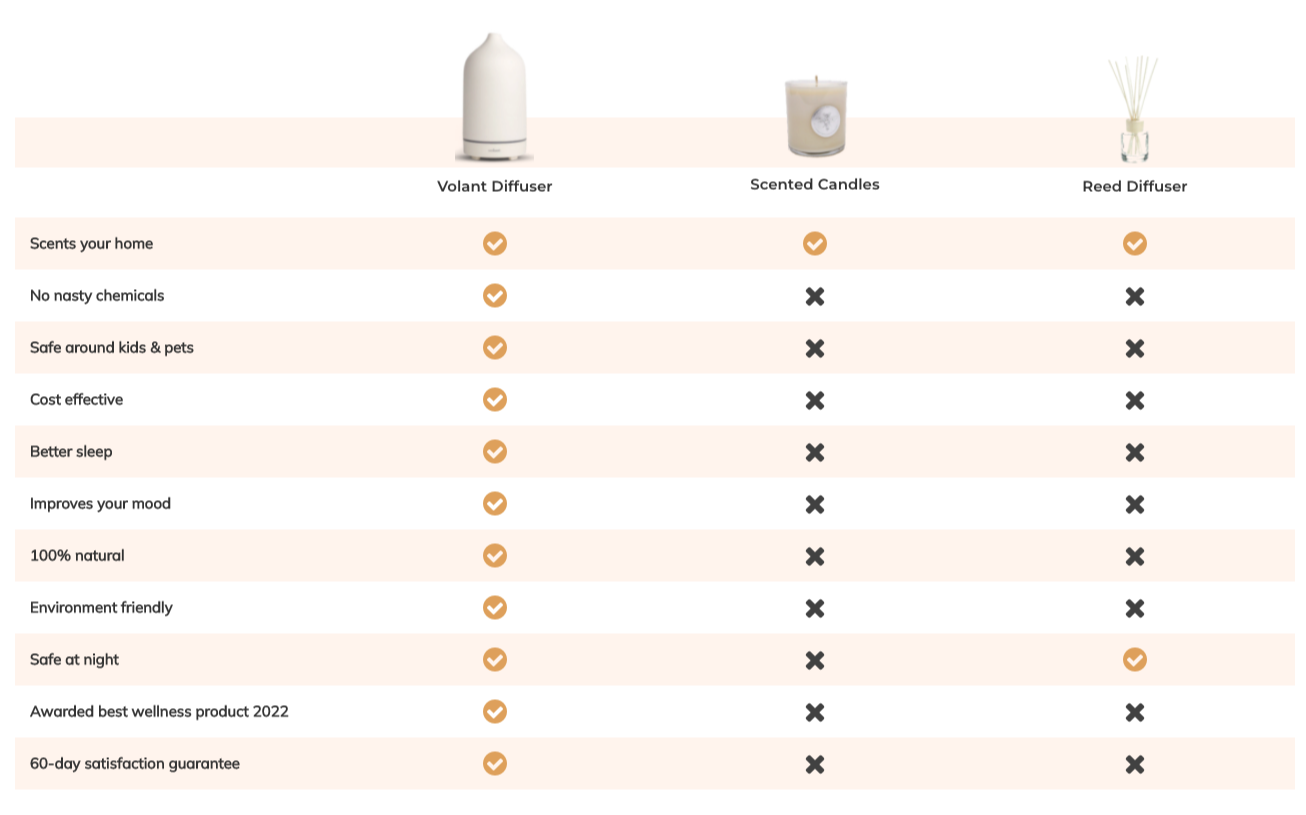 Volant Diffuser Scented Candles Reed Diffuser
Scents your home
No nasty chemicals
Safe around kids & pets
Cost effective
Better sleep
Improves your mood
100% natural
Environment friendly
Safe at night
Awarded best wellness product 2022
60-day satisfaction guarantee